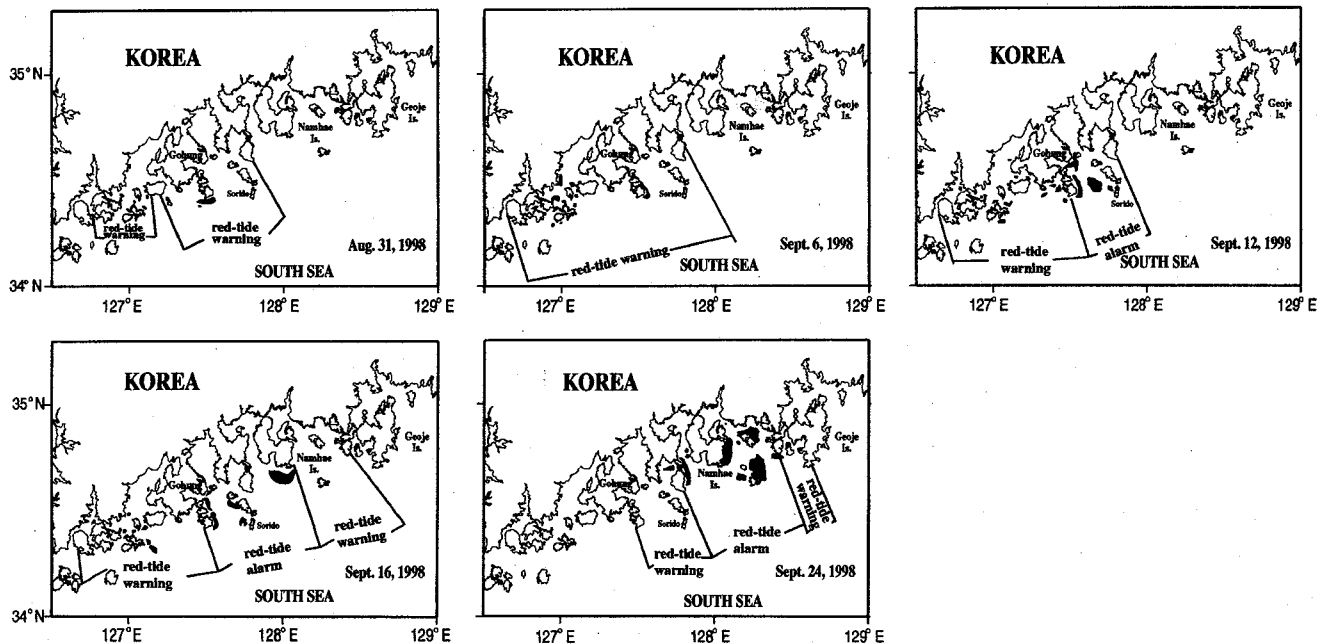 KOREA
35°N
Geoje
Is.
Namhae
Is.
Gohung
Sorido
red-tide
warning
red-tide
warning
Aug. 31, 1998
SOUTH SEA
34°N
127°E
128°E
129°E
KOREA
Geoje
Is.
Namhae
Is.
Gohung
Sorido
red-tide warning
Sept. 6, 1998
SOUTH SEA
127°E
128°E
129°E
KOREA
Geoje
Is.
Namhae
Is.
Gohung
Sorido
red-tide
warning
red-tide
alarm
Sept. 12, 1998
SOUTH SEA
127°E
128°E
129°E
KOREA
35°N
Geoje
Is.
Namhae
Is.
Gohung
Sorido
red-tide
warning
red-tide
alarm
red-tide
warning
Sept. 16, 1998
SOUTH SEA
34°N
127°E
128°E
129°E
KOREA
Geoje
Is.
Namhae
Is.
Gohung
Sorido
red-tide
warning
red-tide
alarm
red-tide
warning
Sept. 24, 1998
SOUTH SEA
127°E
128°E
129°E